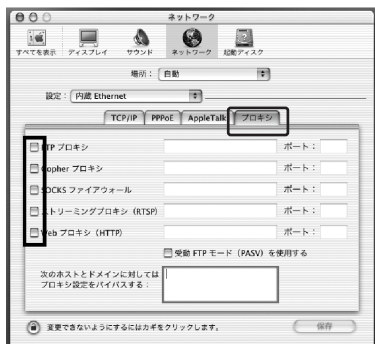 ネットワーク
すべてを表示 ディスプレイ サウンド ネットワーク 起動ディスク
場所： 自動
設定： 内蔵 Ethernet
TCP/IP PPPoE AppleTalk プロキシ
FTP プロキシ ポート：
Gopher プロキシ ポート：
SOCKS ファイアウォール ポート：
ストリーミングプロキシ（RTSP） ポート：
Web プロキシ（HTTP） ポート：
受動 FTP モード（PASV）を使用する
次のホストとドメインに対しては
プロキシ設定をバイパスする：
変更できないようにするにはカギをクリックします。 保存